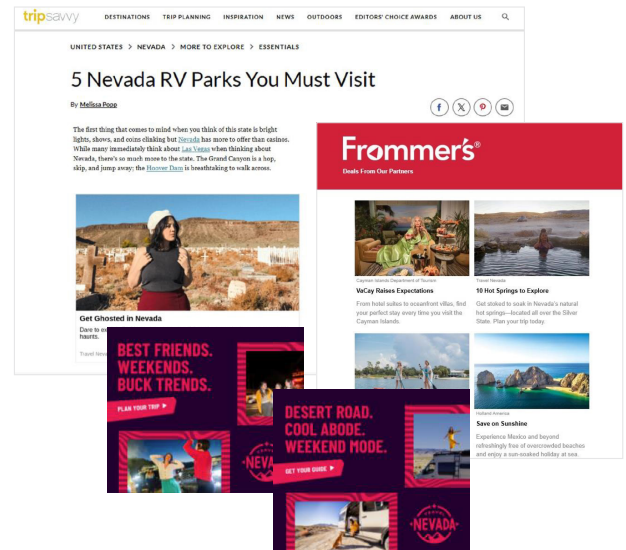 tripsavvy
DESTINATIONS TRIP PLANNING INSPIRATION NEWS OUTDOORS EDITORS' CHOICE AWARDS ABOUT US
UNITED STATES > NEVADA > MORE TO EXPLORE > ESSENTIALS
5 Nevada RV Parks You Must Visit
By Melissa Popp
The first thing that comes to mind when you think of this state is bright
lights, shows, and coins clinking but Nevada has more to offer than casinos.
While many immediately think about Las Vegas when thinking about
Nevada, there's so much more to the state. The Grand Canyon is a hop,
skip, and jump away; the Hoover Dam is breathtaking to walk across.
Get Ghosted in Nevada
Dare to ex
haunts.
Travel Neva
Frommer's®
Deals From Our Partners
Cayman Islands Department of Tourism
VaCay Raises Expectations
From hotel suites to oceanfront villas, find
your perfect stay every time you visit the
Cayman Islands.
Travel Nevada
10 Hot Springs to Explore
Get stoked to soak in Nevada's natural
hot springs—located all over the Silver
State. Plan your trip today.
Holland America
Save on Sunshine
Experience Mexico and beyond
refreshingly free of overcrowded beaches
and enjoy a sun-soaked holiday at sea.
BEST FRIENDS.
WEEKENDS.
BUCK TRENDS.
PLAN YOUR TRIP
NEVA
DESERT ROAD.
COOL ABODE.
WEEKEND MODE.
GET YOUR GUIDE
TRAVEL
NEVADA